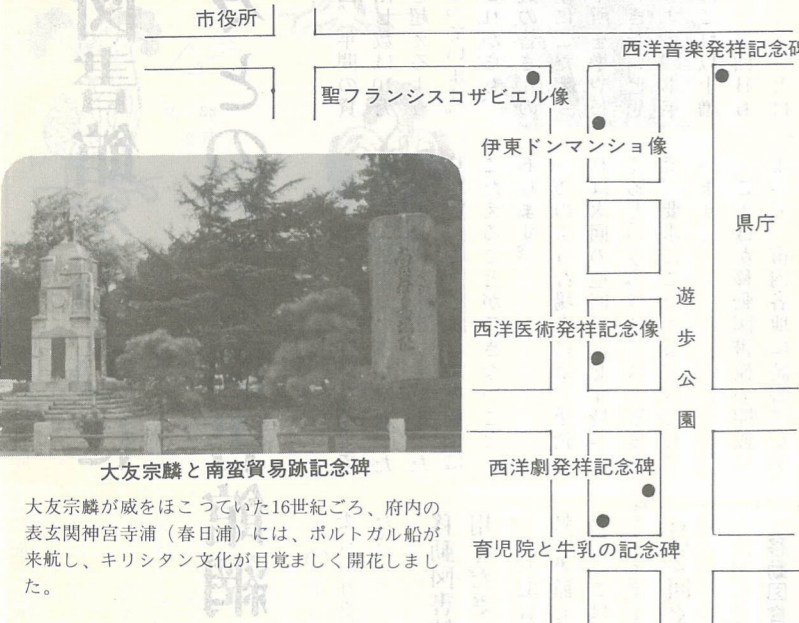 市役所
西洋音楽発祥記念碑
聖フランシスコザビエル像
伊東ドンマンショ像
県庁
遊歩公園
西洋医術発祥記念像
西洋劇発祥記念碑
育児院と牛乳の記念碑
大友宗麟と南蛮貿易跡記念碑
大友宗麟が威をほこっていた16世紀ごろ、府内の
表玄関神宮寺浦（春日浦）には、ポルトガル船が
来航し、キリシタン文化が目覚ましく開花しまし
た。